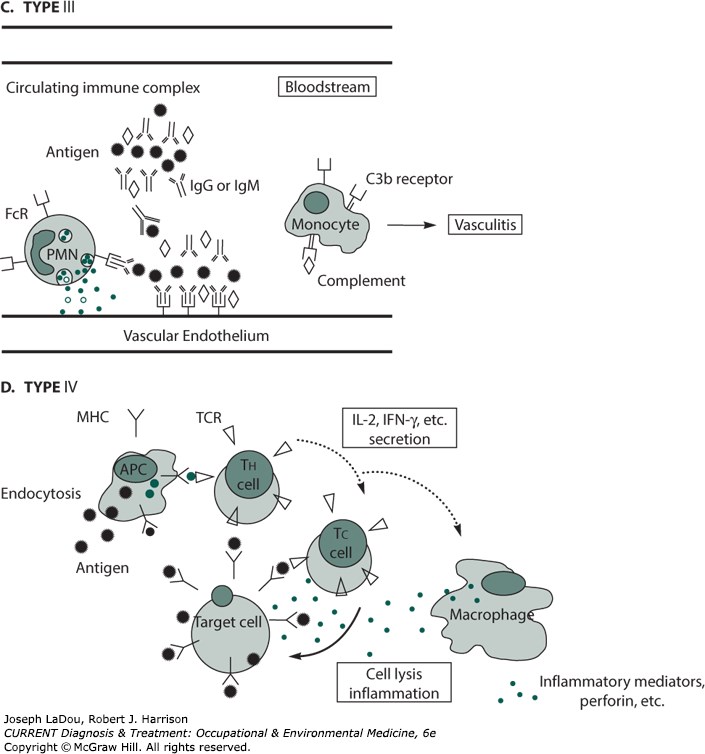 C. TYPE III
Circulating immune complex
Bloodstream
Antigen
IgG or IgM
C3b receptor
FcR
PMN
Monocyte
Vasculitis
Complement
Vascular Endothelium
D. TYPE IV
MHC
TCR
IL-2, IFN-γ, etc.
secretion
APC
TH
cell
Endocytosis
TC
cell
Antigen
Target cell
Macrophage
Cell lysis
inflammation
Inflammatory mediators,
perforin, etc.
Joseph LaDou, Robert J. Harrison
CURRENT Diagnosis & Treatment: Occupational & Environmental Medicine, 6e
Copyright © McGraw Hill. All rights reserved.